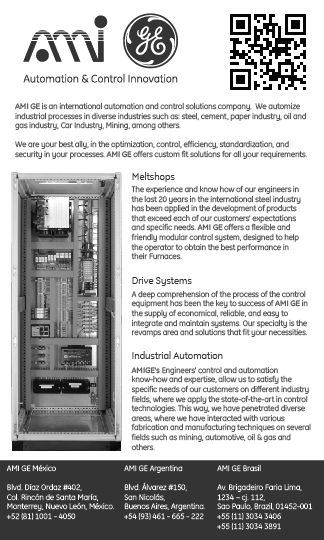 AMI GE
Automation & Control Innovation
AMI GE is an international automation and control solutions company. We automize
industrial processes in diverse industries such as: steel, cement, paper industry, oil and
gas industry, Car Industry, Mining, among others.
We are your best ally, in the optimization, control, efficiency, standardization, and
security in your processes. AMI GE offers custom fit solutions for all your requirements.
Meltshops
The experience and know how of our engineers in
the last 20 years in the international steel industry
has been applied in the development of products
that exceed each of our customers' expectations
and specific needs. AMI GE offers a flexible and
friendly modular control system, designed to help
the operator to obtain the best performance in
their Furnaces.
Drive Systems
A deep comprehension of the process of the control
equipment has been the key to success of AMI GE in
the supply of economical, reliable, and easy to
integrate and maintain systems. Our specialty is the
revamps area and solutions that fit your necessities.
Industrial Automation
AMIGE's Engineers' control and automation
know-how and expertise, allow us to satisfy the
specific needs of our customers on different industry
fields, where we apply the state-of-the-art in control
technologies. This way, we have penetrated diverse
areas, where we have interacted with various
fabrication and manufacturing techniques on several
fields such as mining, automotive, oil & gas and
others.
AMI GE México
Blvd. Díaz Ordaz #402,
Col. Rincón de Santa María,
Monterrey, Nuevo León, México.
+52 (81) 1001 - 4050
AMI GE Argentina
Blvd. Álvarez #150,
San Nicolás,
Buenos Aires, Argentina.
+54 (93) 461 - 665 - 222
AMI GE Brasil
Av. Brigadeiro Faria Lima,
1234 – cj. 112,
Sao Paulo, Brazil, 01452-001
+55 (11) 3034 3406
+55 (11) 3034 3891